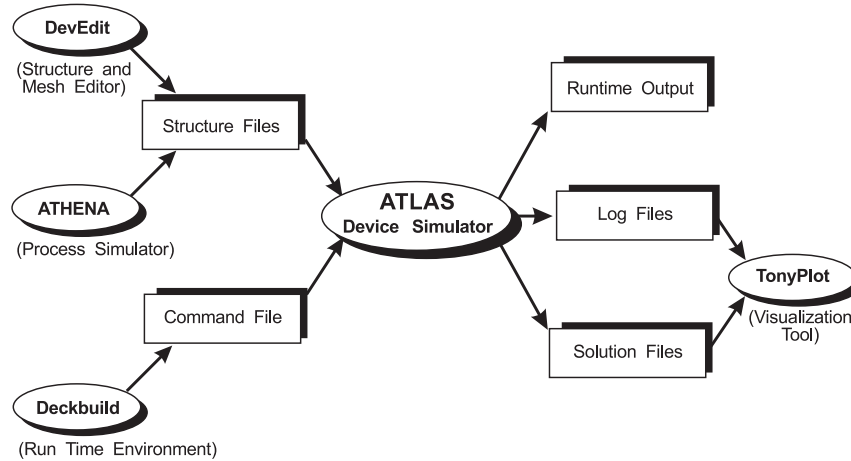 DevEdit
(Structure and
Mesh Editor)
Structure Files
ATHENA
(Process Simulator)
Command File
Deckbuild
(Run Time Environment)
ATLAS
Device Simulator
Runtime Output
Log Files
Solution Files
TonyPlot
(Visualization
Tool)